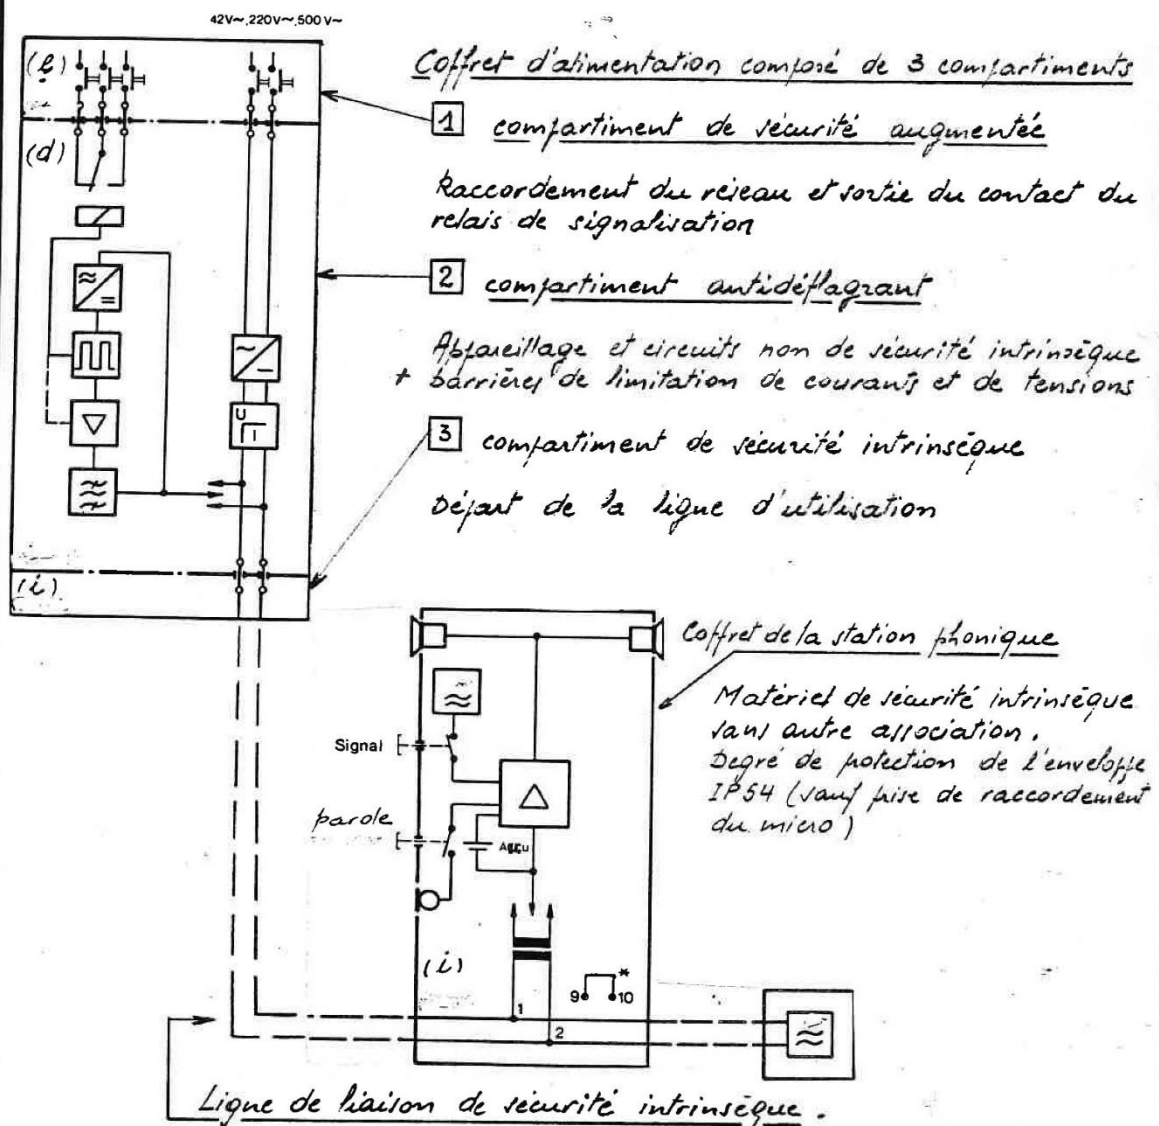 42V~,220V~,500V~
(e)
Coffret d'alimentation composé de 3 compartiments
1 compartiment de sécurité augmentée
(d)
Raccordement du réseau et sortie du contact du
relais de signalisation
2 compartiment antidéflagrant
Appareillage et circuits non de sécurité intrinsèque
+ barrières de limitation de courants et de tensions
U
I
3 compartiment de sécurité intrinsèque
Départ de la ligne d'utilisation
(i)
Coffret de la station phonique
Matériel de sécurité intrinsèque
sans autre association.
Degré de potection de l'enveloppe
IP54 (sauf prise de raccordement
du micro)
Signal
parole
Accu
(i)
*
9 10
1
2
Ligne de liaison de sécurité intrinsèque.